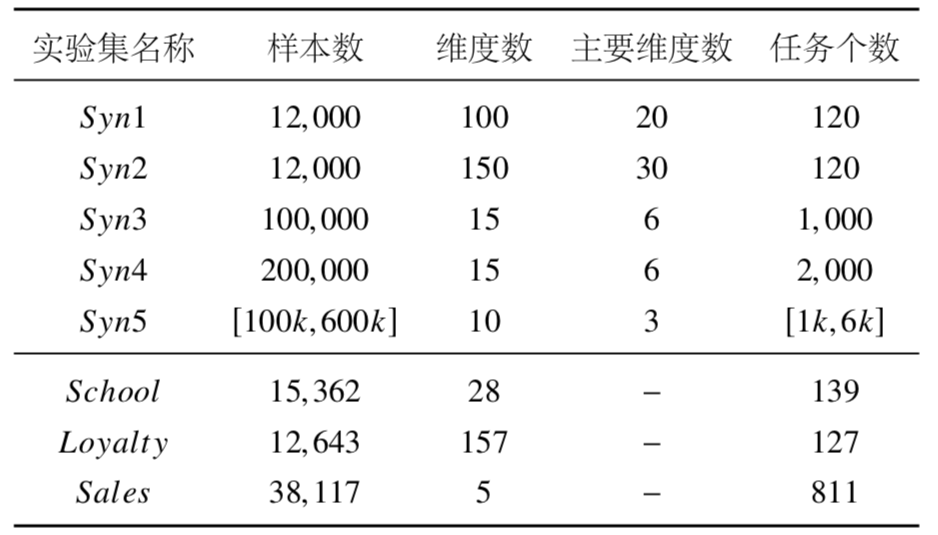 实验集名称 样本数 维度数 主要维度数 任务个数
Syn1 12,000 100 20 120
Syn2 12,000 150 30 120
Syn3 100,000 15 6 1,000
Syn4 200,000 15 6 2,000
Syn5 [100k,600k] 10 3 [1k,6k]
School 15,362 28 – 139
Loyalty 12,643 157 – 127
Sales 38,117 5 – 811